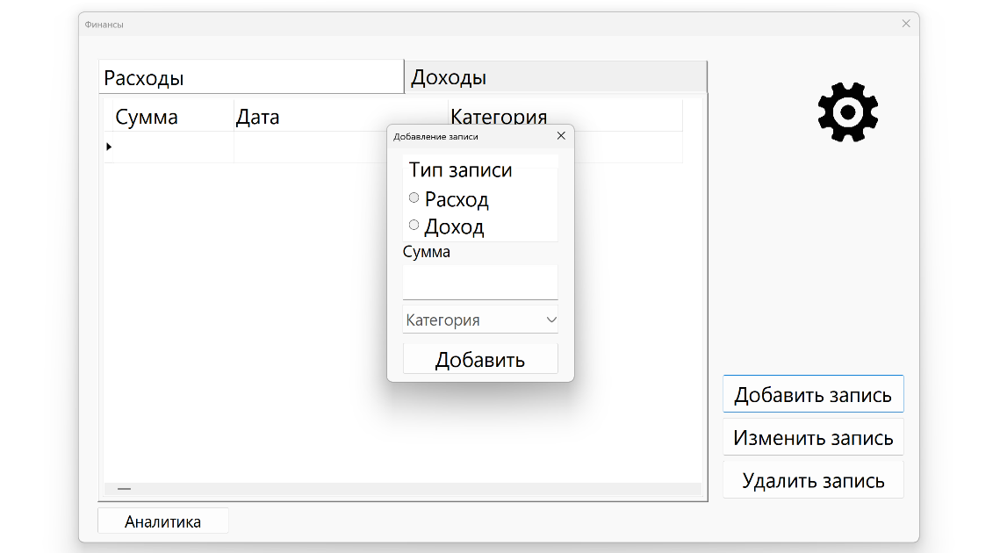 Финансы
Расходы
Доходы
Сумма
Дата
Категория
Добавление записи
Тип записи
Расход
Доход
Сумма
Категория
Добавить
Добавить запись
Изменить запись
Удалить запись
Аналитика